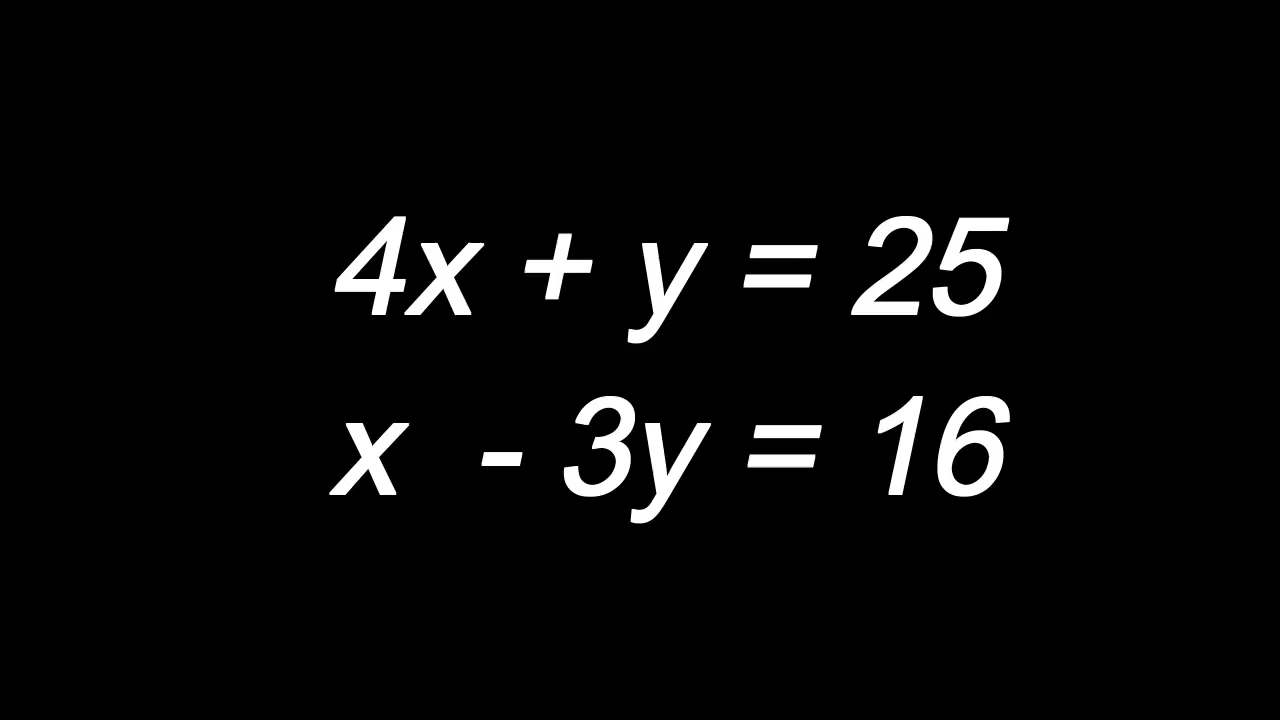 4x + y = 25
x - 3y = 16